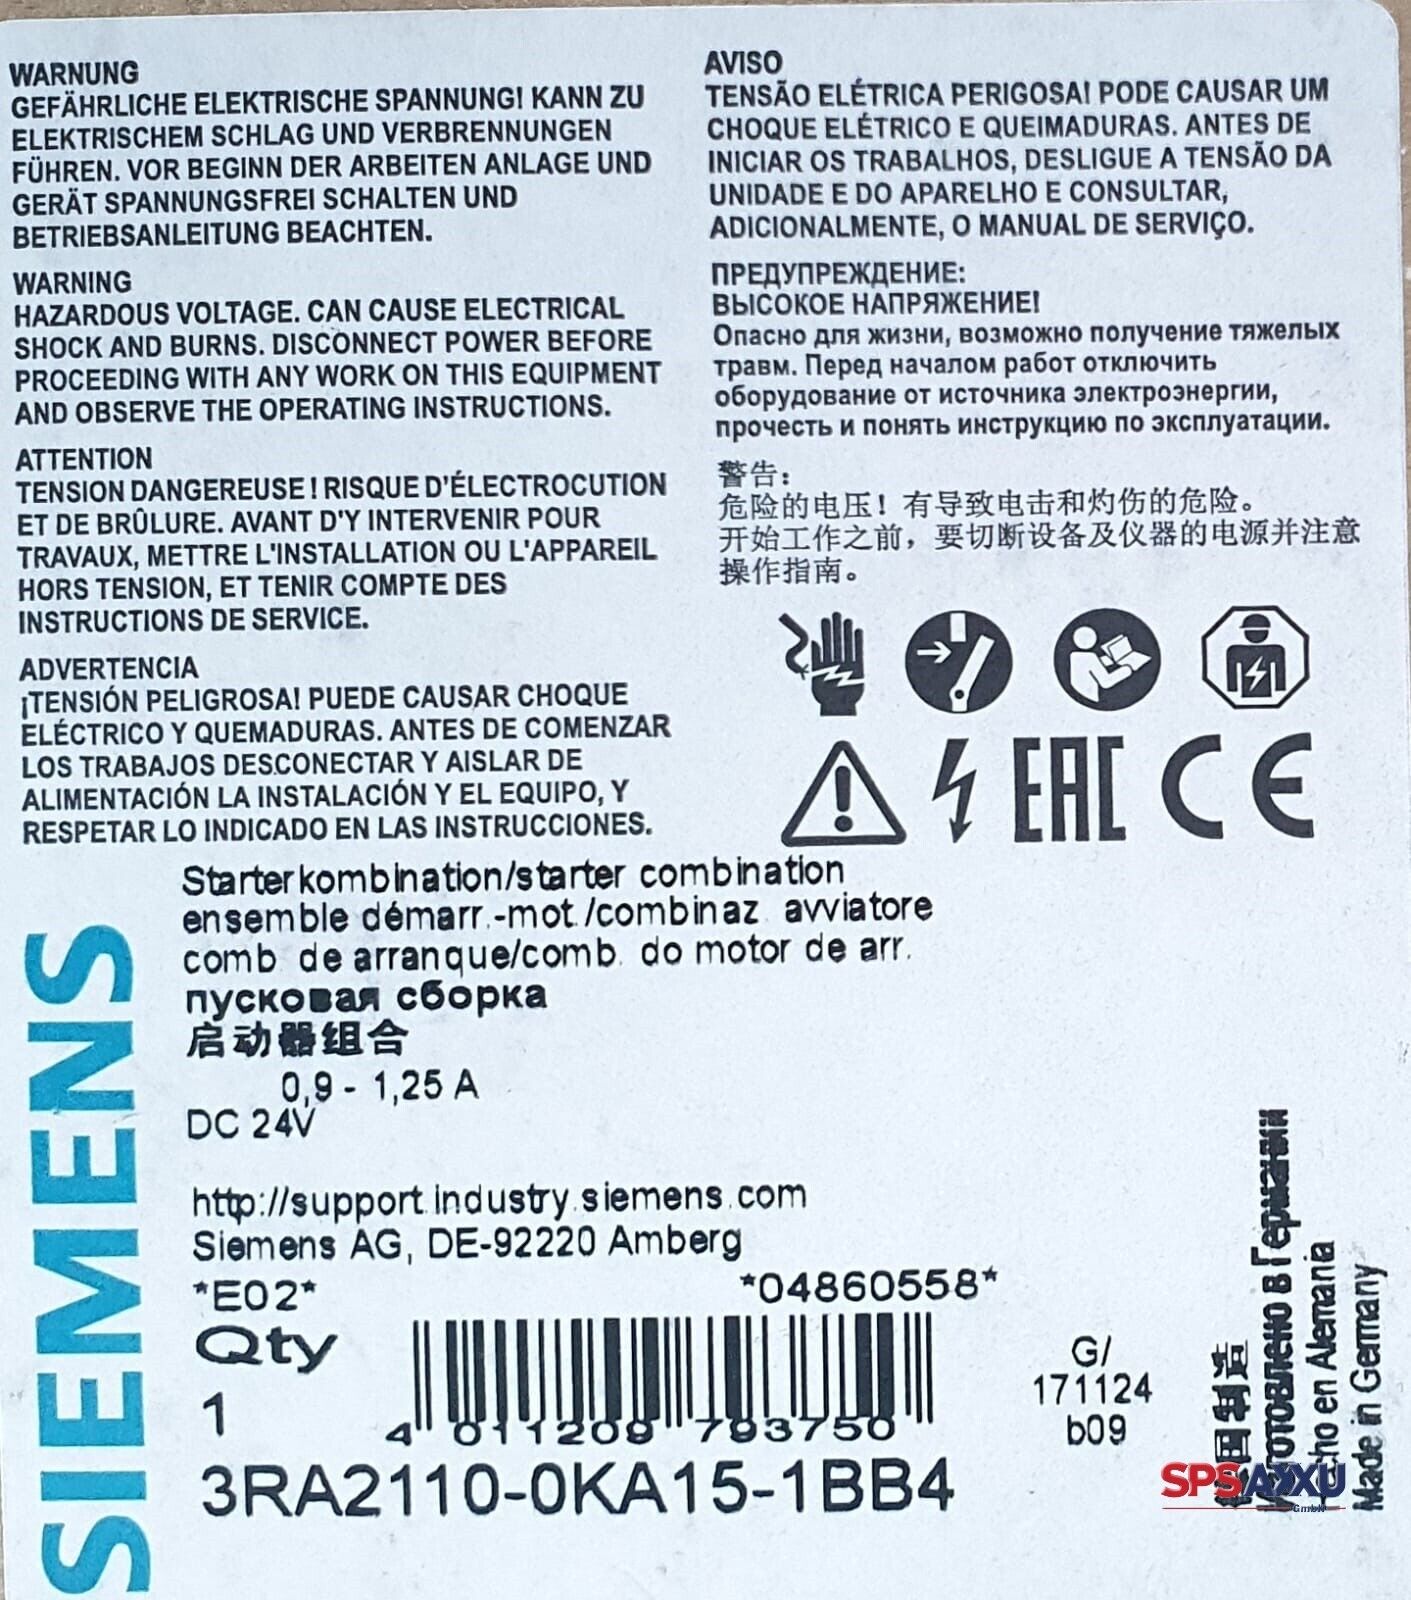 WARNUNG
GEFÄHRLICHE ELEKTRISCHE SPANNUNG! KANN ZU
ELEKTRISCHEM SCHLAG UND VERBRENNUNGEN
FÜHREN. VOR BEGINN DER ARBEITEN ANLAGE UND
GERÄT SPANNUNGSFREI SCHALTEN UND
BETRIEBSANLEITUNG BEACHTEN.
WARNING
HAZARDOUS VOLTAGE. CAN CAUSE ELECTRICAL
SHOCK AND BURNS. DISCONNECT POWER BEFORE
PROCEEDING WITH ANY WORK ON THIS EQUIPMENT
AND OBSERVE THE OPERATING INSTRUCTIONS.
ATTENTION
TENSION DANGEREUSE ! RISQUE D'ÉLECTROCUTION
ET DE BRÛLURE. AVANT D'Y INTERVENIR POUR
TRAVAUX, METTRE L'INSTALLATION OU L'APPAREIL
HORS TENSION, ET TENIR COMPTE DES
INSTRUCTIONS DE SERVICE.
ADVERTENCIA
¡TENSIÓN PELIGROSA! PUEDE CAUSAR CHOQUE
ELÉCTRICO Y QUEMADURAS. ANTES DE COMENZAR
LOS TRABAJOS DESCONECTAR Y AISLAR DE
ALIMENTACIÓN LA INSTALACIÓN Y EL EQUIPO, Y
RESPETAR LO INDICADO EN LAS INSTRUCCIONES.
AVISO
TENSÃO ELÉTRICA PERIGOSA! PODE CAUSAR UM
CHOQUE ELÉTRICO E QUEIMADURAS. ANTES DE
INICIAR OS TRABALHOS, DESLIGUE A TENSÃO DA
UNIDADE E DO APARELHO E CONSULTAR,
ADICIONALMENTE, O MANUAL DE SERVIÇO.
ПРЕДУПРЕЖДЕНИЕ:
ВЫСОКОЕ НАПРЯЖЕНИЕ!
Опасно для жизни, возможно получение тяжелых
травм. Перед началом работ отключить
оборудование от источника электроэнергии,
прочесть и понять инструкцию по эксплуатации.
警告：
危险的电压！有导致电击和灼伤的危险。
开始工作之前，要切断设备及仪器的电源并注意
操作指南。
EAC CE
SIEMENS
Starterkombination/starter combination
ensemble démarr.-mot./combinaz. avviatore
comb. de arranque/comb. do motor de arr.
пусковая сборка
启动器组合
0,9 - 1,25 A
DC 24V
http://support.industry.siemens.com
Siemens AG, DE-92220 Amberg
*E02* *04860558*
Qty
1
4 011209 793750
3RA2110-0KA15-1BB4
G/
171124
b09
国制造
Изготовлено в Германии
Hecho en Alemania
Made in Germany
SPSAXXU
GmbH